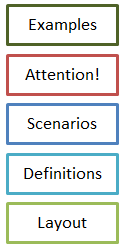 Examples
Attention!
Scenarios
Definitions
Layout